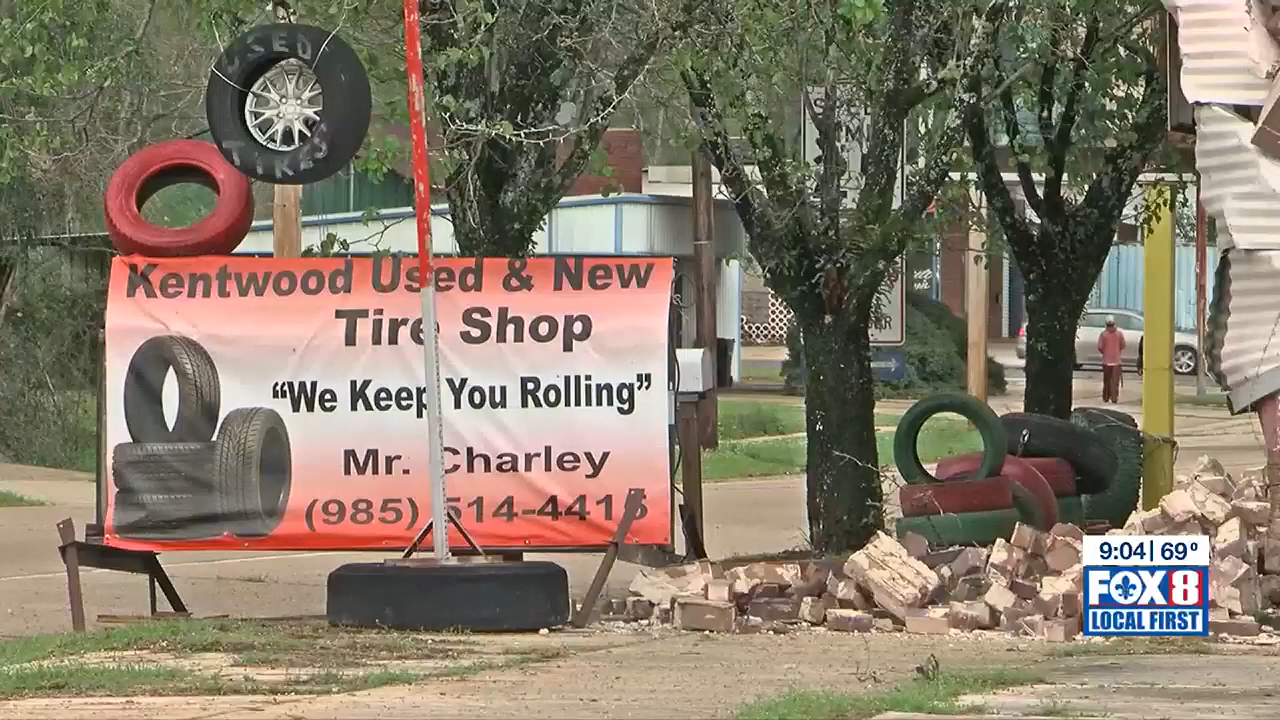 USED
TIRES
Kentwood Used & New
Tire Shop
“We Keep You Rolling”
Mr. Charley
(985) 514-4415
9:04 69°
FOX 8
LOCAL FIRST